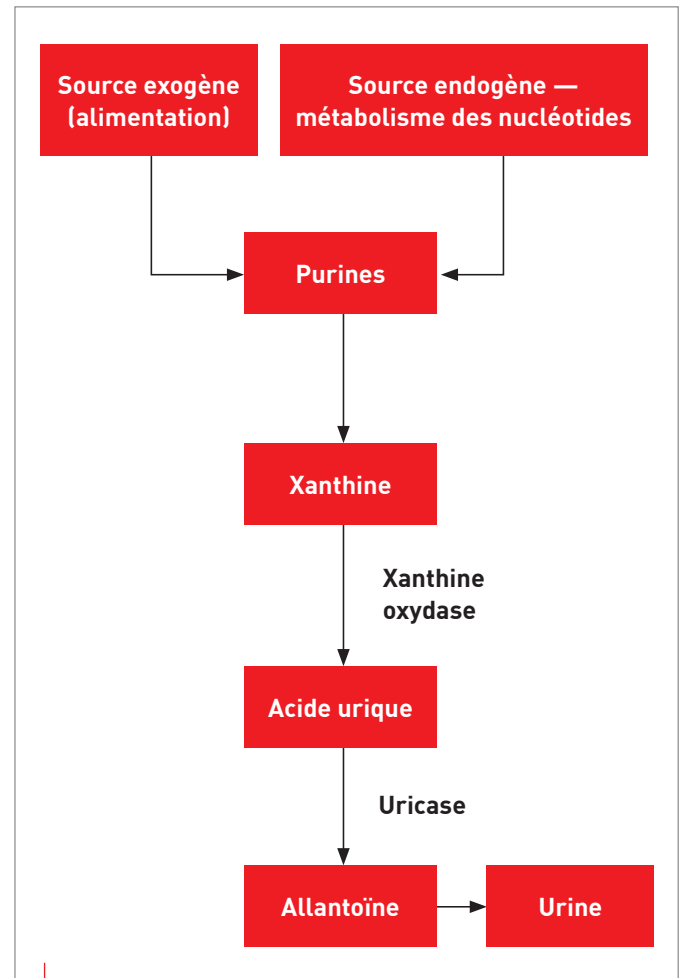 Source exogène
(alimentation)
Source endogène —
métabolisme des nucléotides
Purines
Xanthine
Xanthine
oxydase
Acide urique
Uricase
Allantoïne
Urine